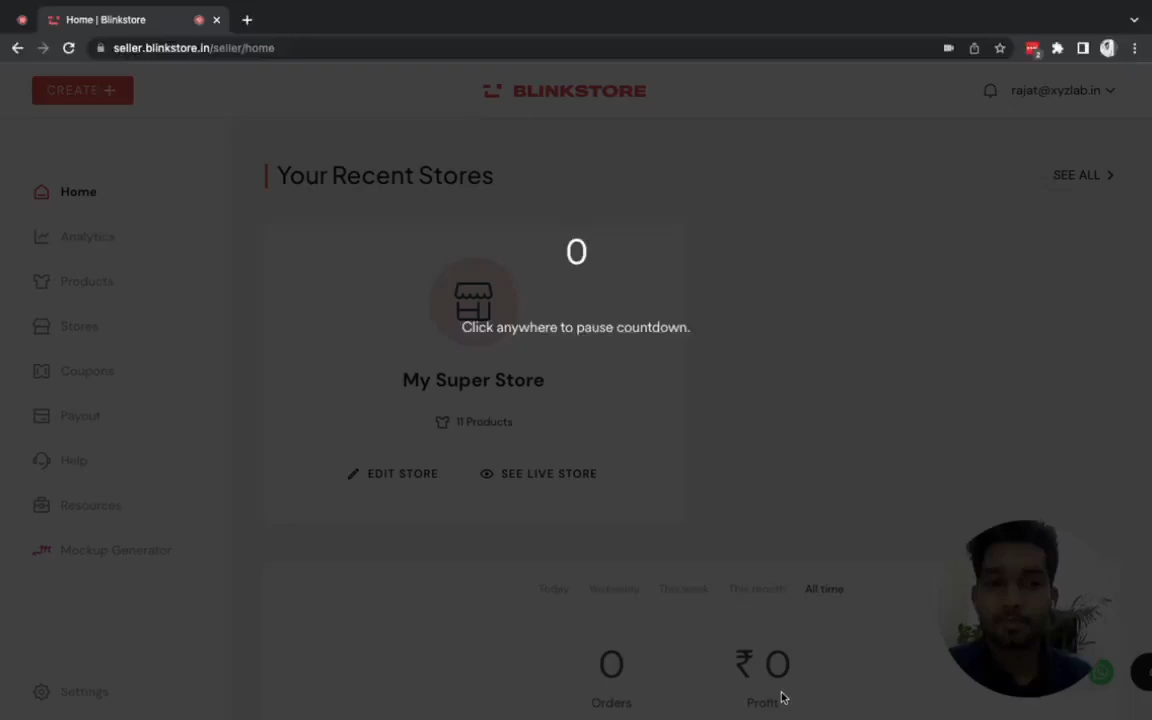 Home | Blinkstore
seller.blinkstore.in/seller/home
2
CREATE +
BLINKSTORE
rajat@xyzlab.in
Your Recent Stores
SEE ALL
Home
Analytics
Products
Stores
Coupons
Payout
Help
Resources
Mockup Generator
Settings
0
Click anywhere to pause countdown.
My Super Store
11 Products
EDIT STORE
SEE LIVE STORE
Today
Yesterday
This week
This month
All time
0
Orders
₹ 0
Profit